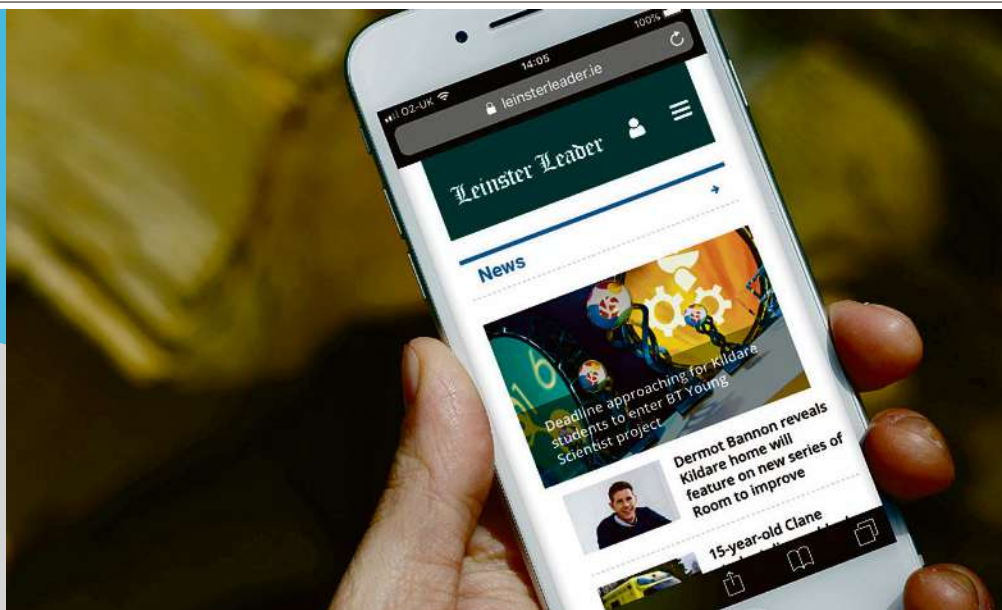 O2-UK 14:05 100%
leinsterleader.ie
Leinster Leader
News
Deadline approaching for Kildare
students to enter BT Young
Scientist project
Dermot Bannon reveals
Kildare home will
feature on new series of
Room to improve
15-year-old Clane